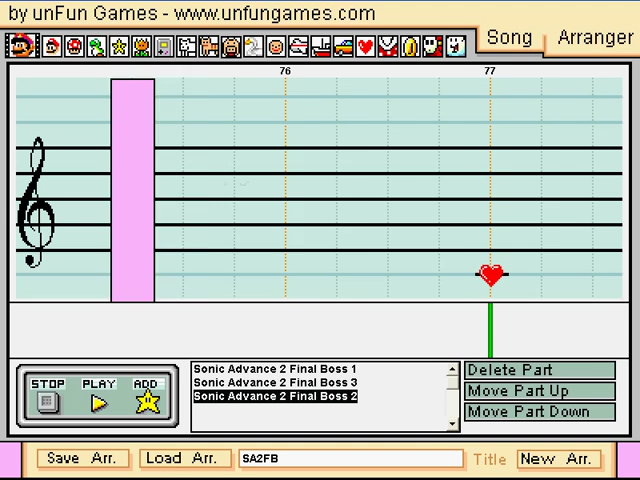 by unFun Games - www.unfungames.com
Song
Arranger
76
77
STOP
PLAY
ADD
Sonic Advance 2 Final Boss 1
Sonic Advance 2 Final Boss 3
Sonic Advance 2 Final Boss 2
Delete Part
Move Part Up
Move Part Down
Save Arr.
Load Arr.
SA2FB
Title
New Arr.